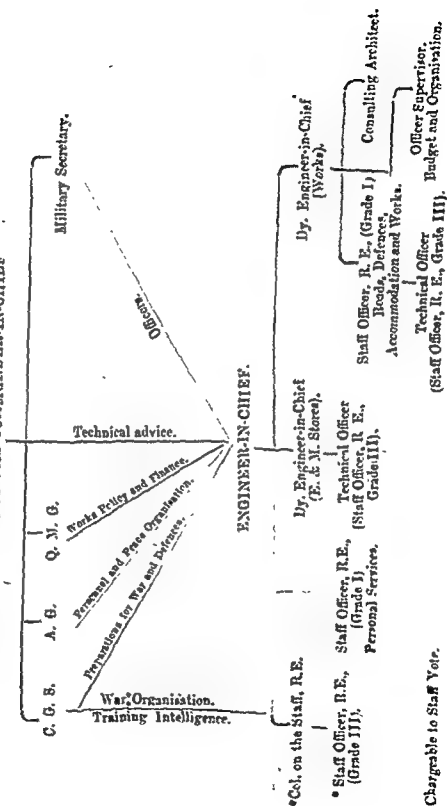 Military Secretary.
C. G. S.
A. G.
Q. M. G.
Officers.
Technical advice.
Works Policy and Finance.
Personnel and Peace Organisation.
Preparations for War and Defences.
War Organisation.
Training Intelligence.
ENGINEER-IN-CHIEF.
*Col. on the Staff, R.E.
* Staff Officer, R.E.,
(Grade III).
Staff Officer, R.E.,
(Grade I)
Personal Services.
Dy. Engineer-in-Chief
(E. & M. Stores).
Technical Officer
(Staff Officer, R E.,
Grade III).
Dy. Engineer-in-Chief
(Works).
Staff Officer, R. E., (Grade I)
Roads, Defences,
Accommodation and Works.
Technical Officer
(Staff Officer, R. E., Grade III).
Consulting Architect.
Officer Supervisor.
Budget and Organisation.
Chargeable to Staff Vote.